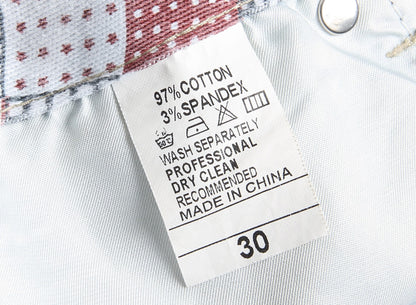 97% COTTON
3% SPANDEX
WASH SEPARATELY
PROFESSIONAL
DRY CLEAN
RECOMMENDED
MADE IN CHINA
30